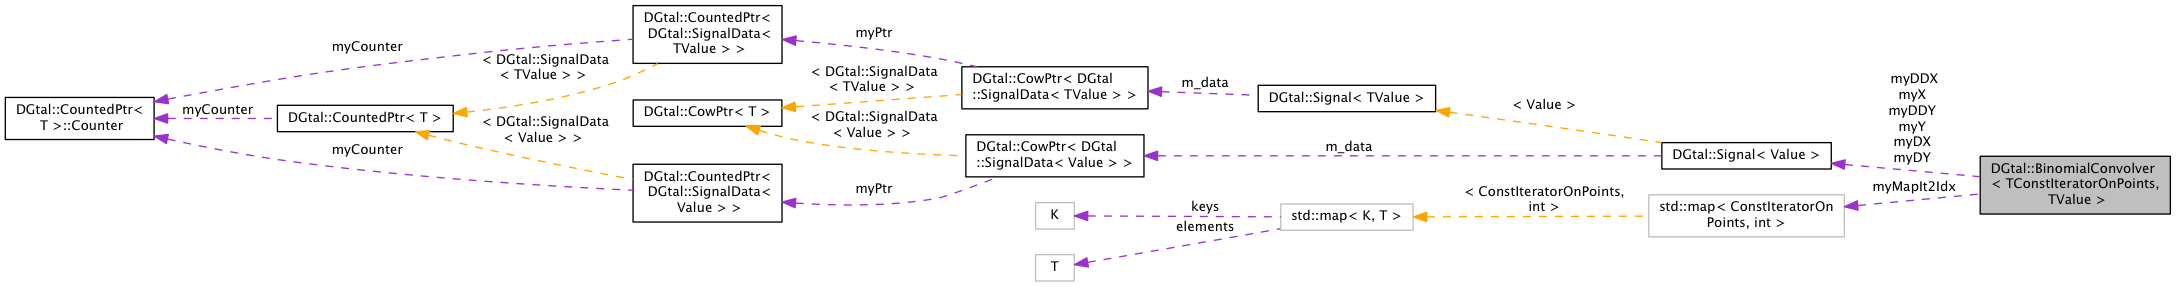 DGtal::CountedPtr<
T >::Counter
myCounter
myCounter
myCounter
DGtal::CountedPtr< T >
< DGtal::SignalData
< TValue > >
< DGtal::SignalData
< Value > >
DGtal::CountedPtr<
DGtal::SignalData<
TValue > >
DGtal::CowPtr< T >
DGtal::CountedPtr<
DGtal::SignalData<
Value > >
myPtr
< DGtal::SignalData
< TValue > >
< DGtal::SignalData
< Value > >
myPtr
DGtal::CowPtr< DGtal
::SignalData< TValue > >
DGtal::CowPtr< DGtal
::SignalData< Value > >
K
T
m_data
keys
elements
DGtal::Signal< TValue >
m_data
std::map< K, T >
< Value >
< ConstIteratorOnPoints,
int >
DGtal::Signal< Value >
std::map< ConstIteratorOn
Points, int >
myDDX
myX
myDDY
myY
myDX
myDY
myMapIt2Idx
DGtal::BinomialConvolver
< TConstIteratorOnPoints,
TValue >